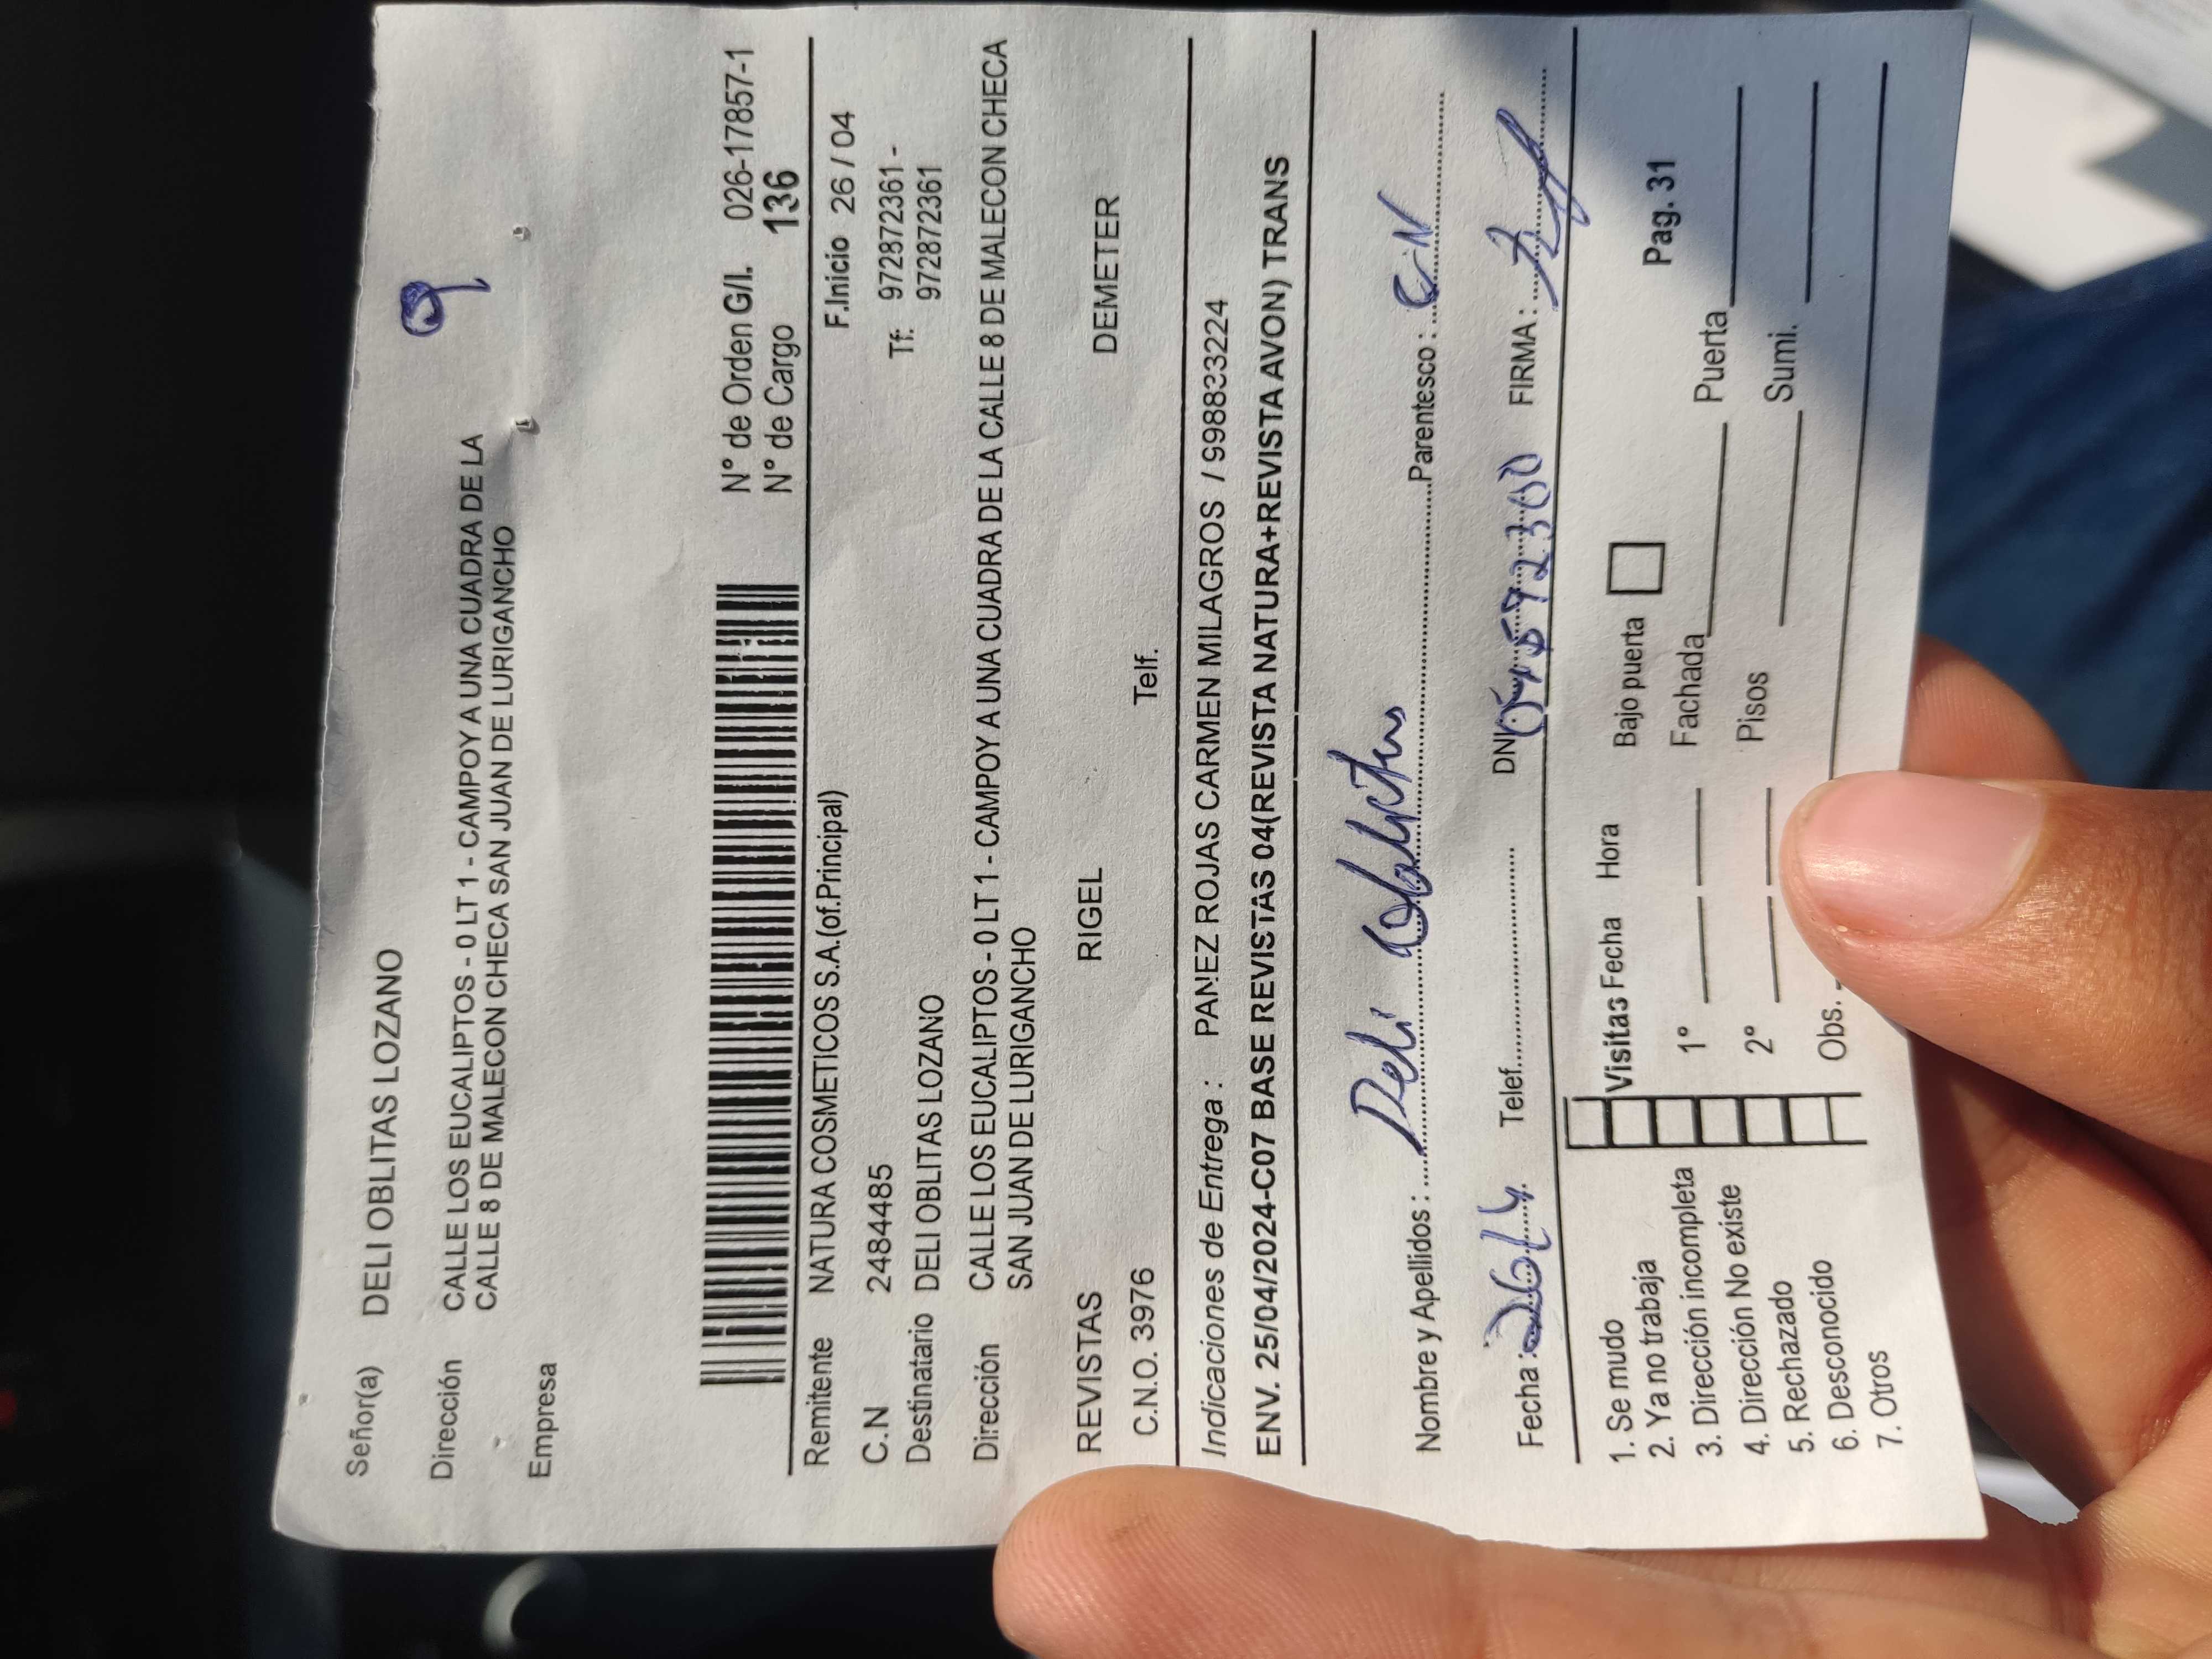 9
Señor(a) DELI OBLITAS LOZANO
Dirección CALLE LOS EUCALIPTOS - 0 LT 1 - CAMPOY A UNA CUADRA DE LA
CALLE 8 DE MALECON CHECA SAN JUAN DE LURIGANCHO
Empresa
N° de Orden G/I. 026-17857-1
N° de Cargo 136
Remitente NATURA COSMETICOS S.A.(of.Principal) F.Inicio 26 / 04
C.N 2484485 Tf: 972872361 -
Destinatario DELI OBLITAS LOZANO 972872361
Dirección CALLE LOS EUCALIPTOS - 0 LT 1 - CAMPOY A UNA CUADRA DE LA CALLE 8 DE MALECON CHECA
SAN JUAN DE LURIGANCHO
REVISTAS RIGEL DEMETER
C.N.O. 3976 Telf.
Indicaciones de Entrega : PANEZ ROJAS CARMEN MILAGROS / 998823224
ENV. 25/04/2024-C07 BASE REVISTAS 04(REVISTA NATURA+REVISTA AVON) TRANS
Nombre y Apellidos : Deli Oblitas Parentesco : C.N
Fecha : 26/4. Telef. DNI FIRMA :
1. Se mudo
2. Ya no trabaja
3. Dirección incompleta
4. Dirección No existe
5. Rechazado
6. Desconocido
7. Otros
Visitas Fecha Hora Bajo puerta Pag. 31
1° Fachada Puerta
2° Pisos Sumi.
Obs.